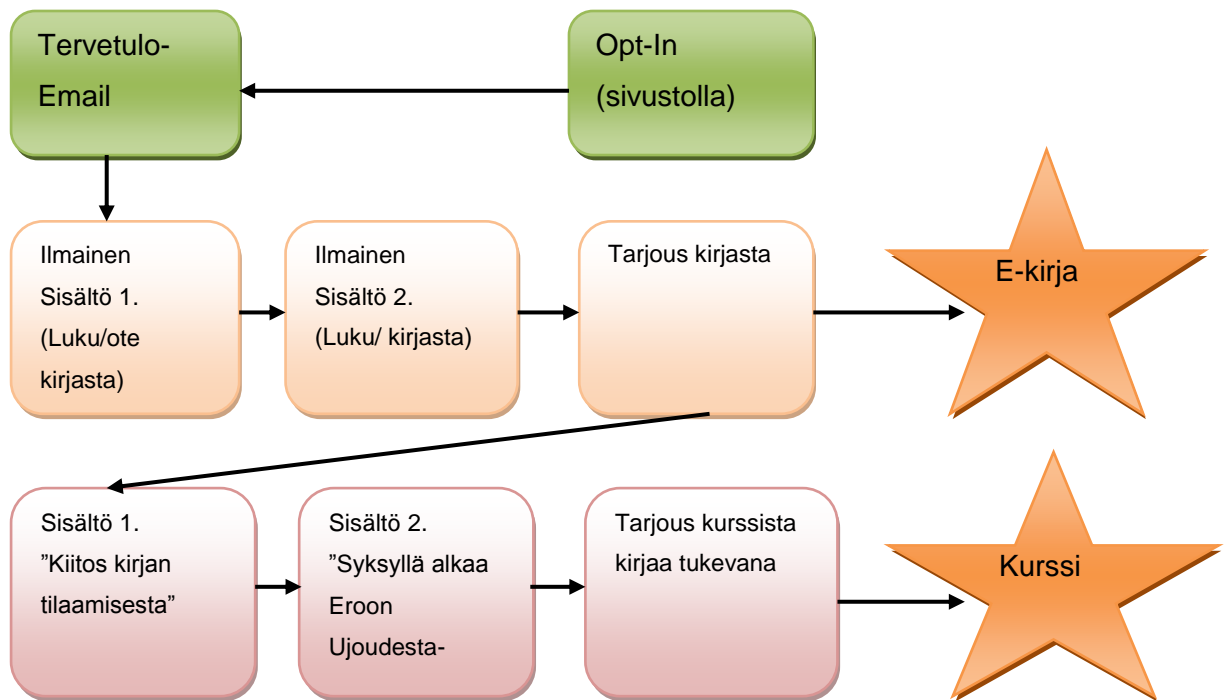 Tervetulo-
Email
Opt-In
(sivustolla)
Ilmainen
Sisältö 1.
(Luku/ote
kirjasta)
Ilmainen
Sisältö 2.
(Luku/ kirjasta)
Tarjous kirjasta
E-kirja
Sisältö 1.
”Kiitos kirjan
tilaamisesta”
Sisältö 2.
”Syksyllä alkaa
Eroon
Ujoudesta-
Tarjous kurssista
kirjaa tukevana
Kurssi